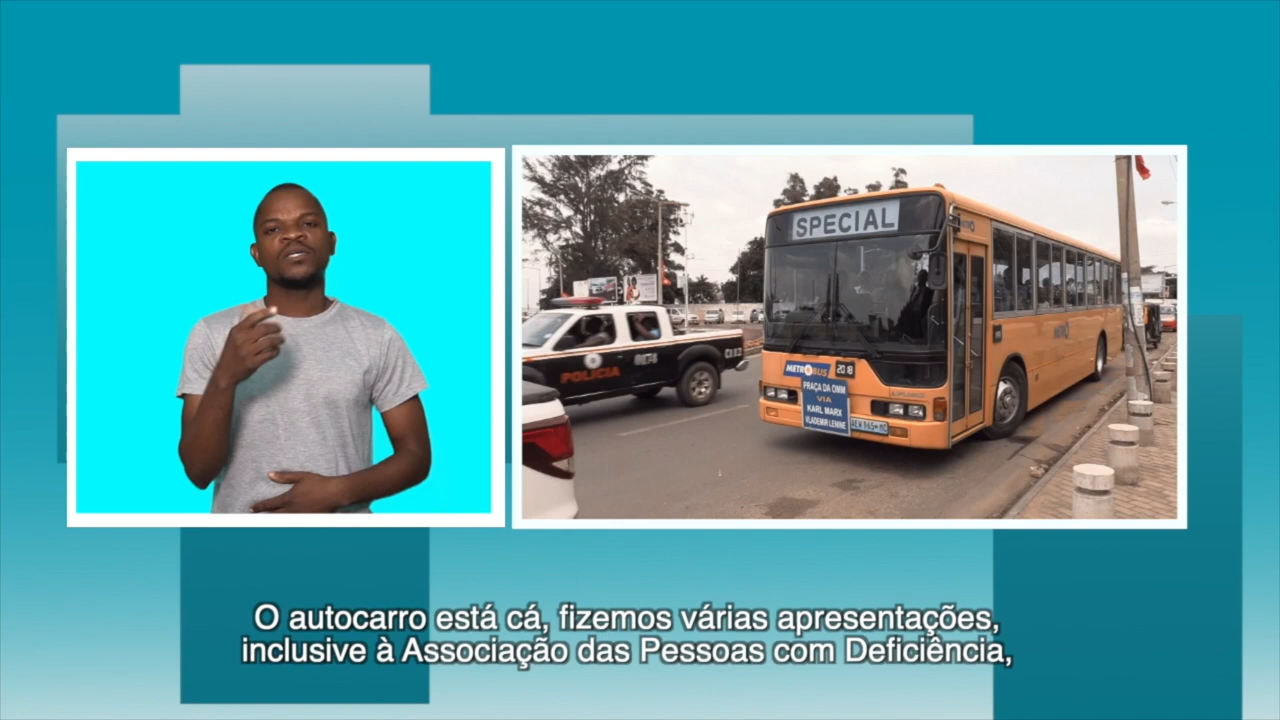 SPECIAL
POLICIA
METROBUS
2018
PRAÇA DA OMM
VIA
KARL MARX
VLADEMIR LENINE
O autocarro está cá, fizemos várias apresentações,
inclusive à Associação das Pessoas com Deficiência,